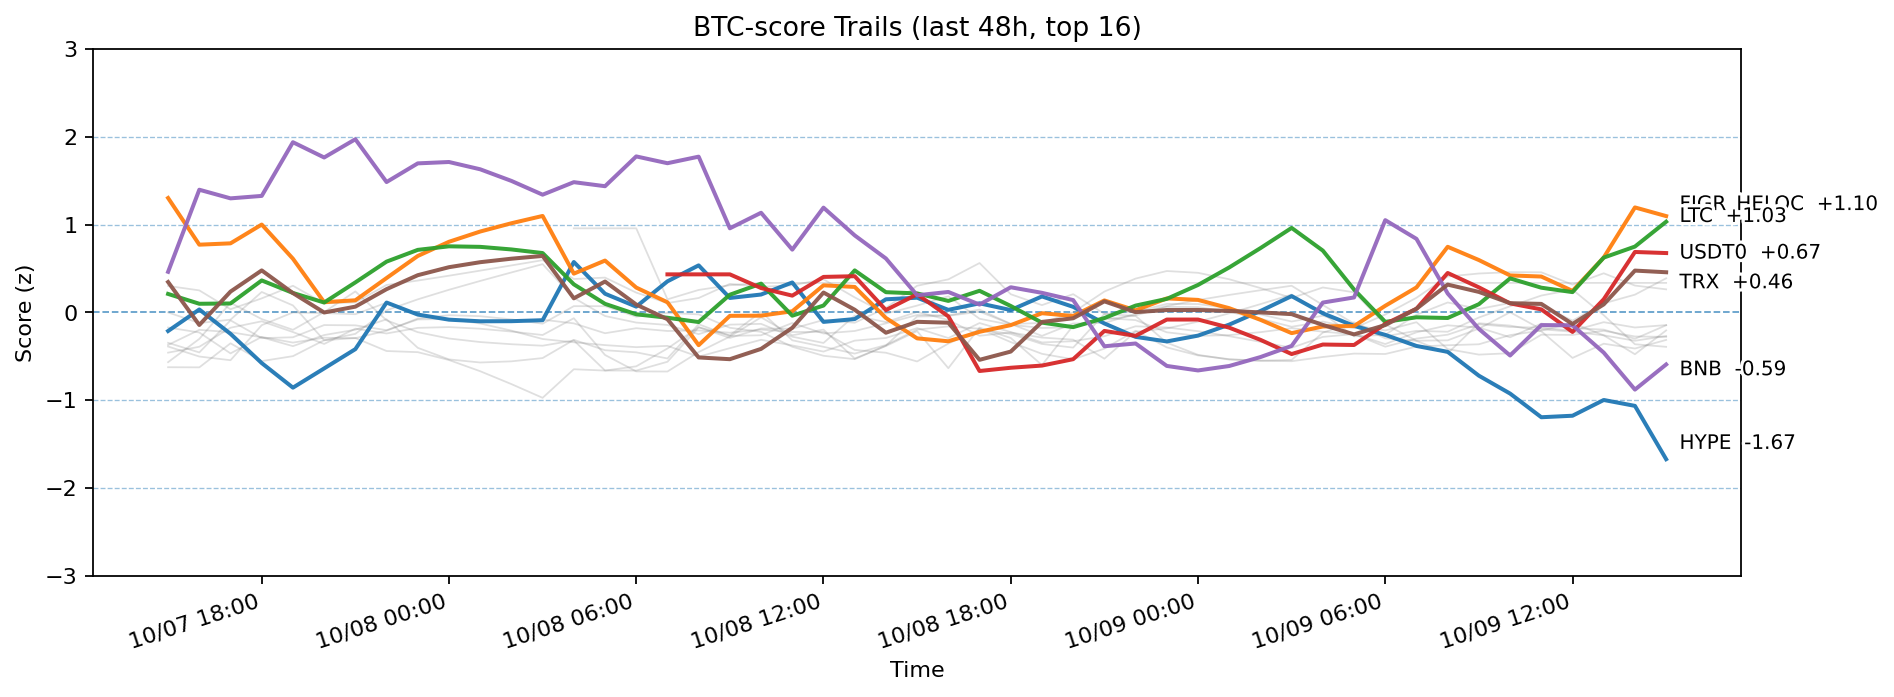 BTC-score Trails (last 48h, top 16)
Score (z)
3
2
1
0
−1
−2
−3
FIGR_HELOC +1.10
LTC +1.03
USDT0 +0.67
TRX +0.46
BNB -0.59
HYPE -1.67
10/07 18:00
10/08 00:00
10/08 06:00
10/08 12:00
10/08 18:00
10/09 00:00
10/09 06:00
10/09 12:00
Time